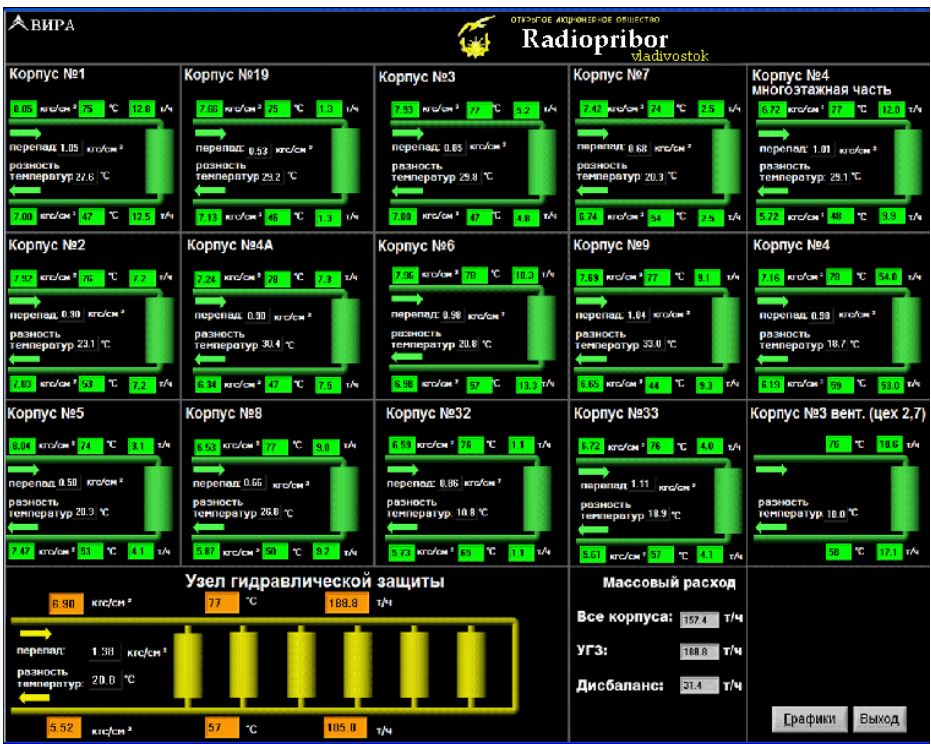 ВИРА
ОТКРЫТОЕ АКЦИОНЕРНОЕ ОБЩЕСТВО
Radiopribor
vladivostok
Корпус №1
8.05 кгс/см² 75 °C 12.0 т/ч
перепад: 1.05 кгс/см²
разность
температур 27.6 °C
7.00 кгс/см² 47 °C 12.5 т/ч
Корпус №19
7.66 кгс/см² 75 °C 1.3 т/ч
перепад: 0.53 кгс/см²
разность
температур 29.2 °C
7.13 кгс/см² 46 °C 1.3 т/ч
Корпус №3
7.93 кгс/см² 77 °C 5.2 т/ч
перепад: 0.85 кгс/см²
разность
температур 29.8 °C
кгс/см² 47 °C 4.8 т/ч
Корпус №7
7.42 кгс/см² 74 °C 2.5 т/ч
перепад: 0.68 кгс/см²
разность
температур: 20.3 °C
6.74 кгс/см² 54 °C 2.5 т/ч
Корпус №4
многоэтажная часть
6.72 кгс/см² 77 °C 12.0 т/ч
перепад: 1.01 кгс/см²
разность
температур: 29.1 °C
5.72 кгс/см² 48 °C 9.9 т/ч
Корпус №2
7.92 кгс/см² 76 °C 7.2 т/ч
перепад: 0.90 кгс/см²
разность
температур 23.1 °C
7.03 кгс/см² 53 °C 7.2 т/ч
Корпус №4А
7.24 кгс/см² 78 °C 7.3 т/ч
перепад: 0.90 кгс/см²
разность
температур 30.4 °C
6.34 кгс/см² 47 °C 7.5 т/ч
Корпус №6
7.96 кгс/см² 78 °C т/ч
перепад: 0.98 кгс/см²
разность
температур 20.8 °C
6.98 кгс/см² 57 °C 13.3 т/ч
Корпус №9
7.69 кгс/см² 77 °C 9.1 т/ч
перепад: 1.04 кгс/см²
разность
температур 33.0 °C
6.65 кгс/см² 44 °C 9.3 т/ч
Корпус №4
7.16 кгс/см² 78 °C 54.0 т/ч
перепад: 0.98 кгс/см²
разность
температур 18.7 °C
6.19 кгс/см² 59 °C 53.0 т/ч
Корпус №5
8.04 кгс/см² 74 °C т/ч
перепад: кгс/см²
разность
температур 20.3 °C
7.47 кгс/см² 53 °C 4.1 т/ч
Корпус №8
6.53 кгс/см² 77 °C 9.0 т/ч
перепад: 0.66 кгс/см²
разность
температур 26.8 °C
5.87 кгс/см² 50 °C 9.2 т/ч
Корпус №32
6.59 кгс/см² 76 °C 1.1 т/ч
перепад: 0.86 кгс/см²
разность
температур: 10.8 °C
5.73 кгс/см² 65 °C 1.1 т/ч
Корпус №33
6.72 кгс/см² 76 °C 4.0 т/ч
перепад 1.11 кгс/см²
разность
температур 18.9 °C
5.61 кгс/см² 57 °C 4.1 т/ч
Корпус №3 вент. (цех 2,7)
76 °C 18.6 т/ч
разность
температур: °C
58 °C 17.1 т/ч
Узел гидравлической защиты
6.90 кгс/см² 77 °C 188.8 т/ч
перепад: 1.38 кгс/см²
разность
температур: 20.0 °C
5.52 кгс/см² 57 °C 185.8 т/ч
Массовый расход
Все корпуса: 157.4 т/ч
УГЗ: 188.8 т/ч
Дисбаланс: 31.4 т/ч
Графики Выход